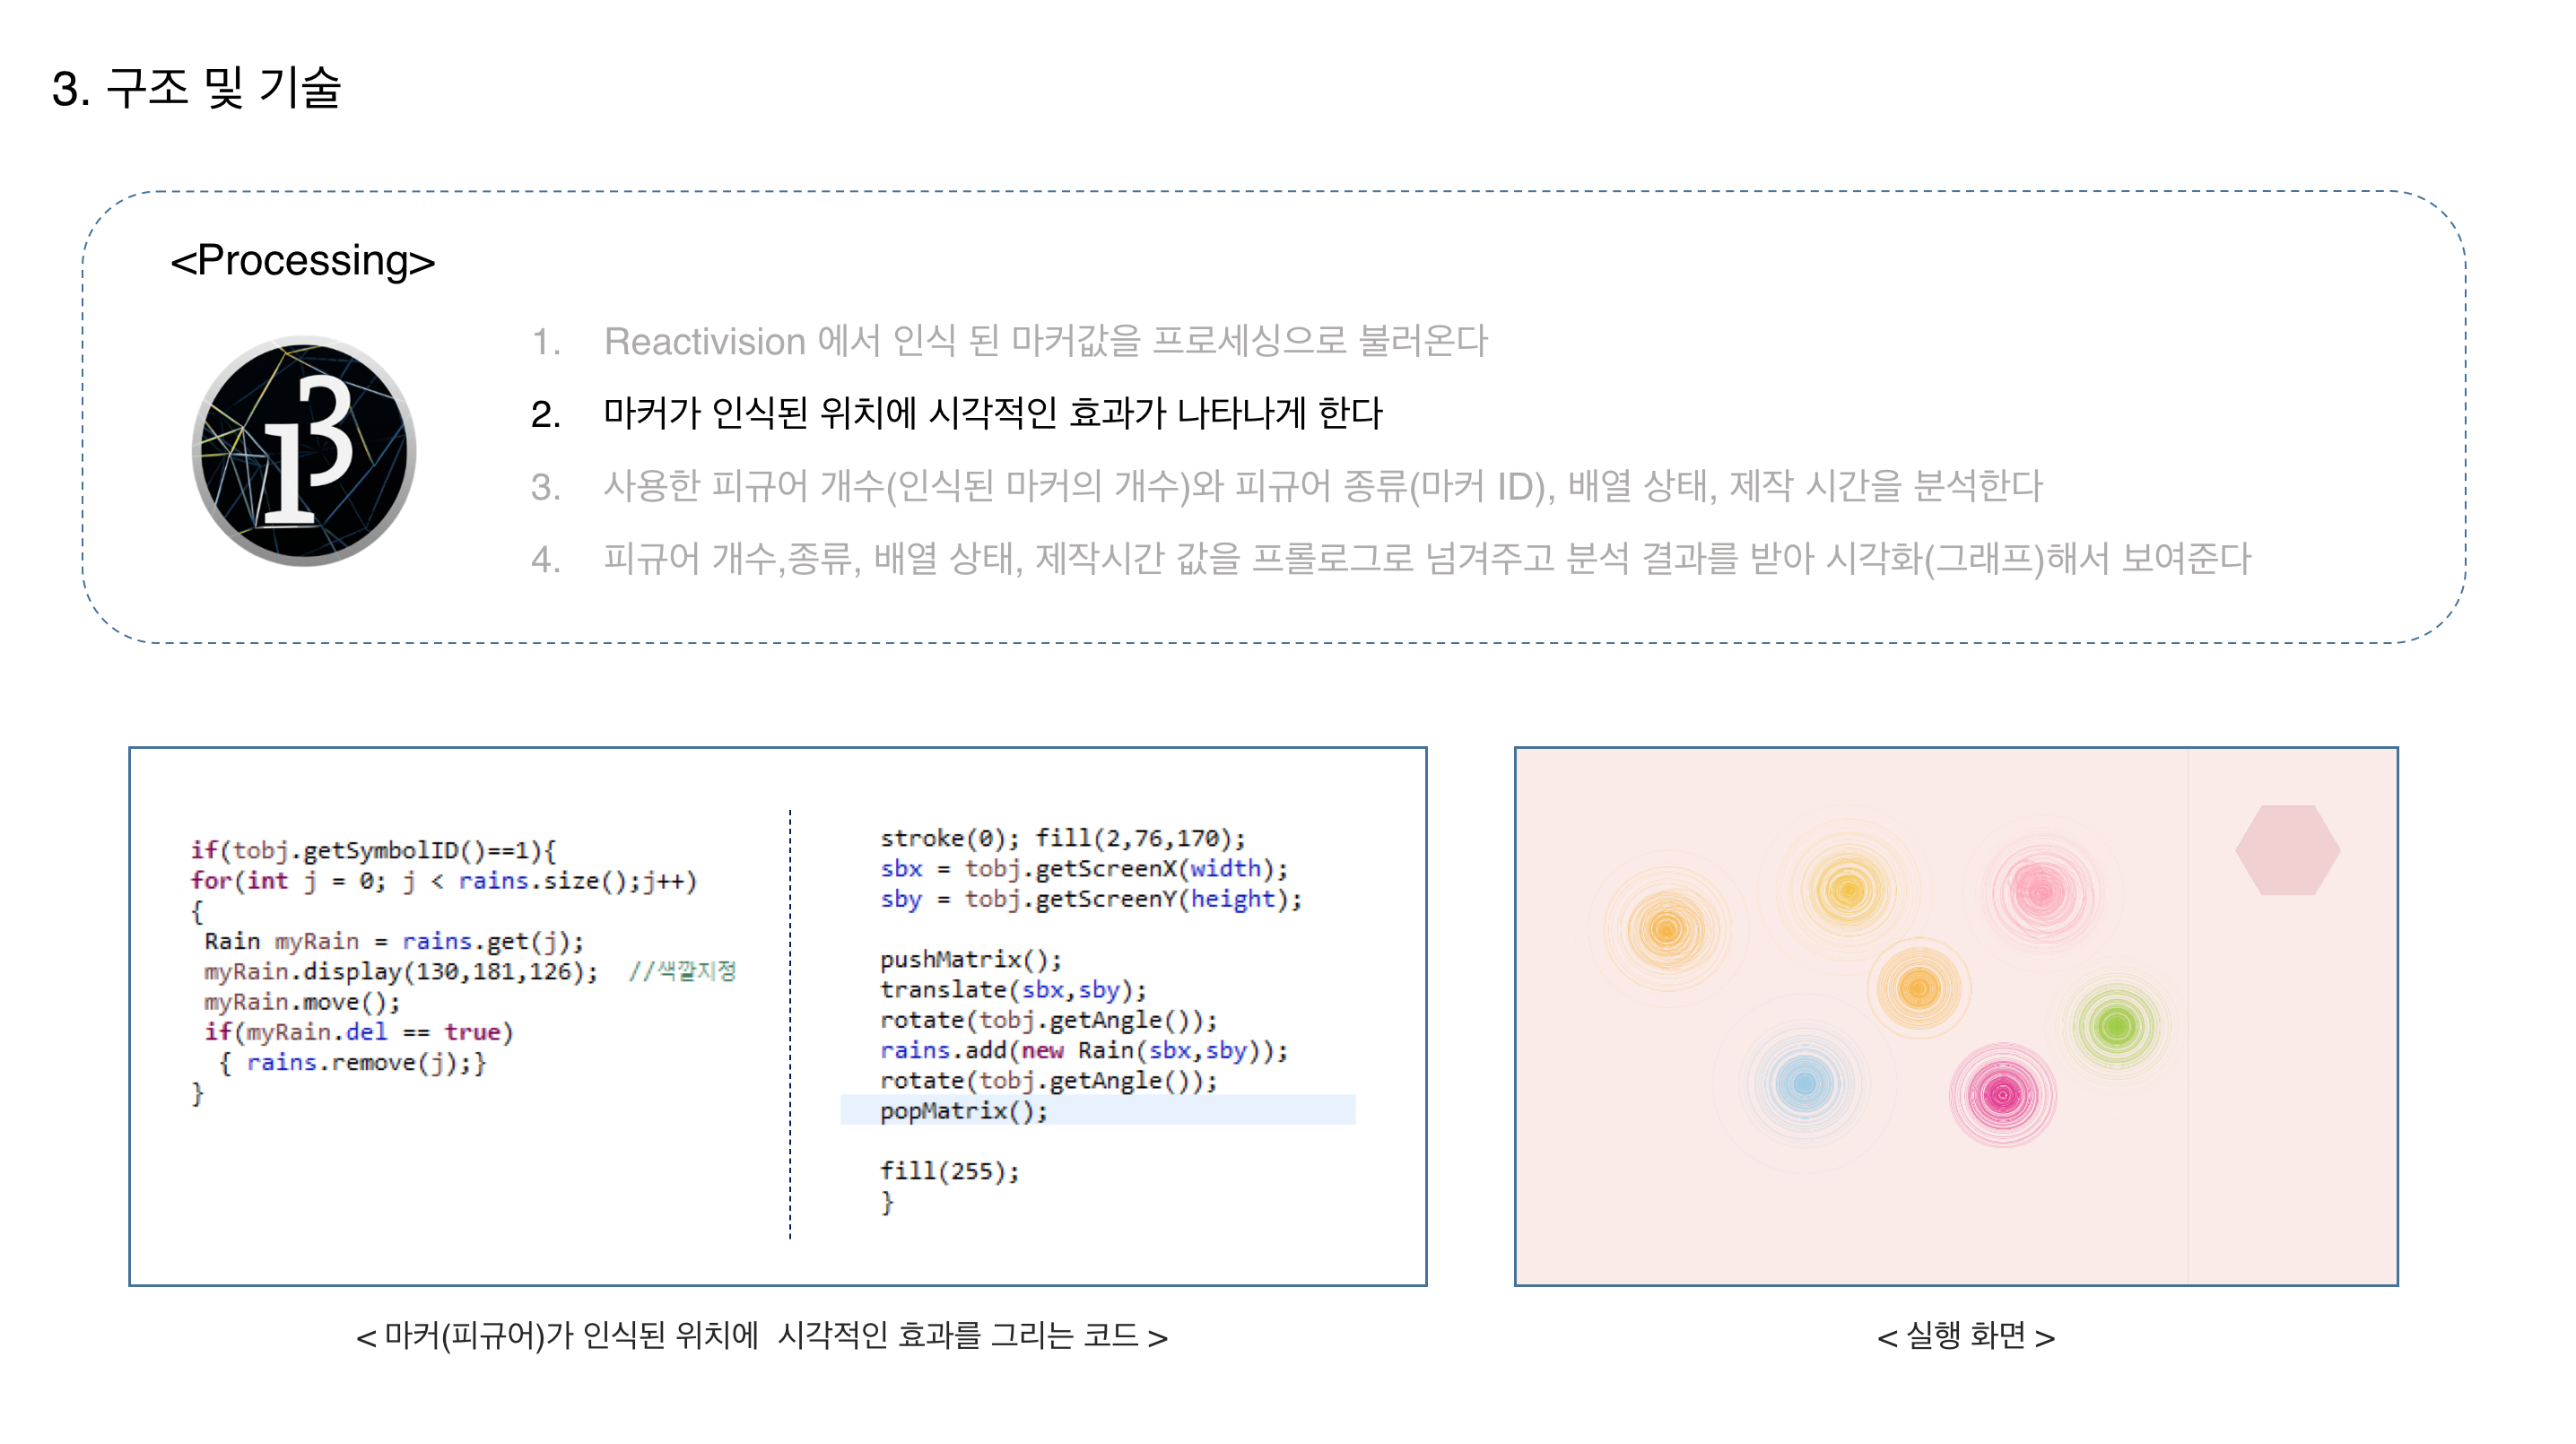 3. 구조 및 기술
<Processing>
13
1. Reactivision 에서 인식 된 마커값을 프로세싱으로 불러온다
2. 마커가 인식된 위치에 시각적인 효과가 나타나게 한다
3. 사용한 피규어 개수(인식된 마커의 개수)와 피규어 종류(마커 ID), 배열 상태, 제작 시간을 분석한다
4. 피규어 개수,종류, 배열 상태, 제작시간 값을 프롤로그로 넘겨주고 분석 결과를 받아 시각화(그래프)해서 보여준다
if(tobj.getSymbolID()==1){
for(int j = 0; j < rains.size();j++)
{
Rain myRain = rains.get(j);
myRain.display(130,181,126); //색깔지정
myRain.move();
if(myRain.del == true)
{ rains.remove(j);}
}
stroke(0); fill(2,76,170);
sbx = tobj.getScreenX(width);
sby = tobj.getScreenY(height);
pushMatrix();
translate(sbx,sby);
rotate(tobj.getAngle());
rains.add(new Rain(sbx,sby));
rotate(tobj.getAngle());
popMatrix();
fill(255);
}
< 마커(피규어)가 인식된 위치에  시각적인 효과를 그리는 코드 >
< 실행 화면 >